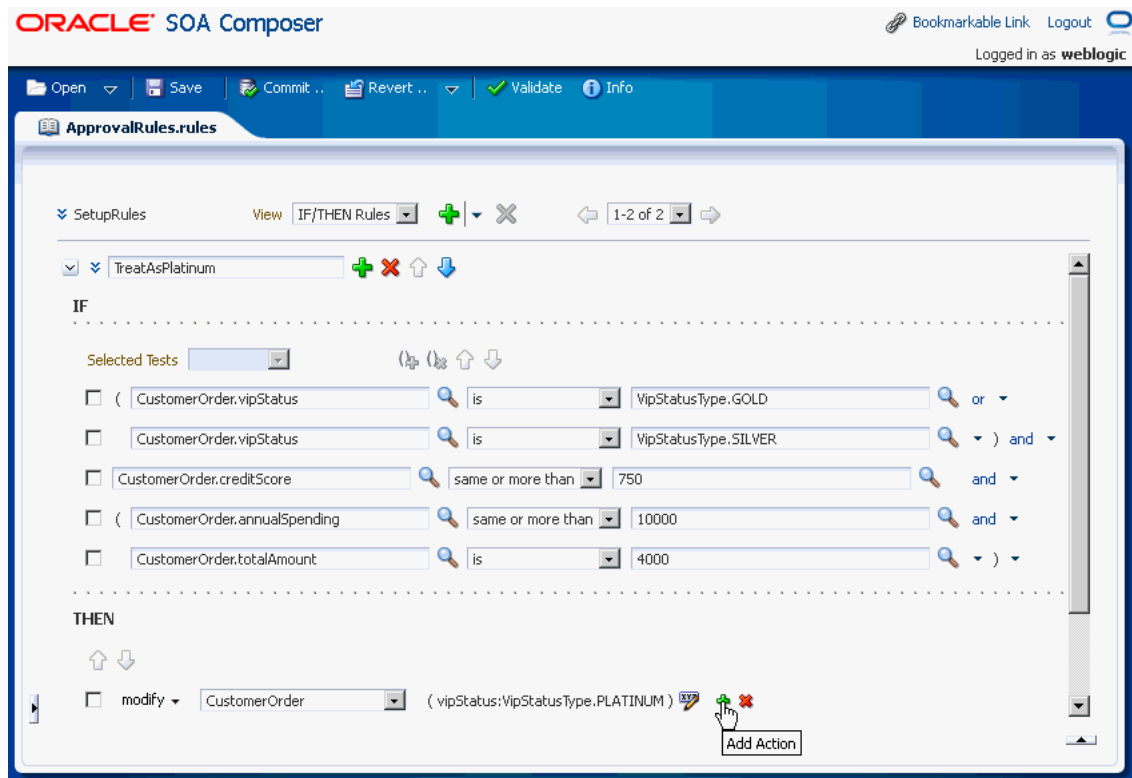 ORACLE SOA Composer Bookmarkable Link Logout
Logged in as weblogic
Open Save Commit .. Revert .. Validate Info
ApprovalRules.rules
SetupRules View IF/THEN Rules 1-2 of 2
TreatAsPlatinum
IF
Selected Tests
( CustomerOrder.vipStatus is VipStatusType.GOLD or
CustomerOrder.vipStatus is VipStatusType.SILVER ) and
CustomerOrder.creditScore same or more than 750 and
( CustomerOrder.annualSpending same or more than 10000 and
CustomerOrder.totalAmount is 4000 )
THEN
modify CustomerOrder ( vipStatus:VipStatusType.PLATINUM )
Add Action